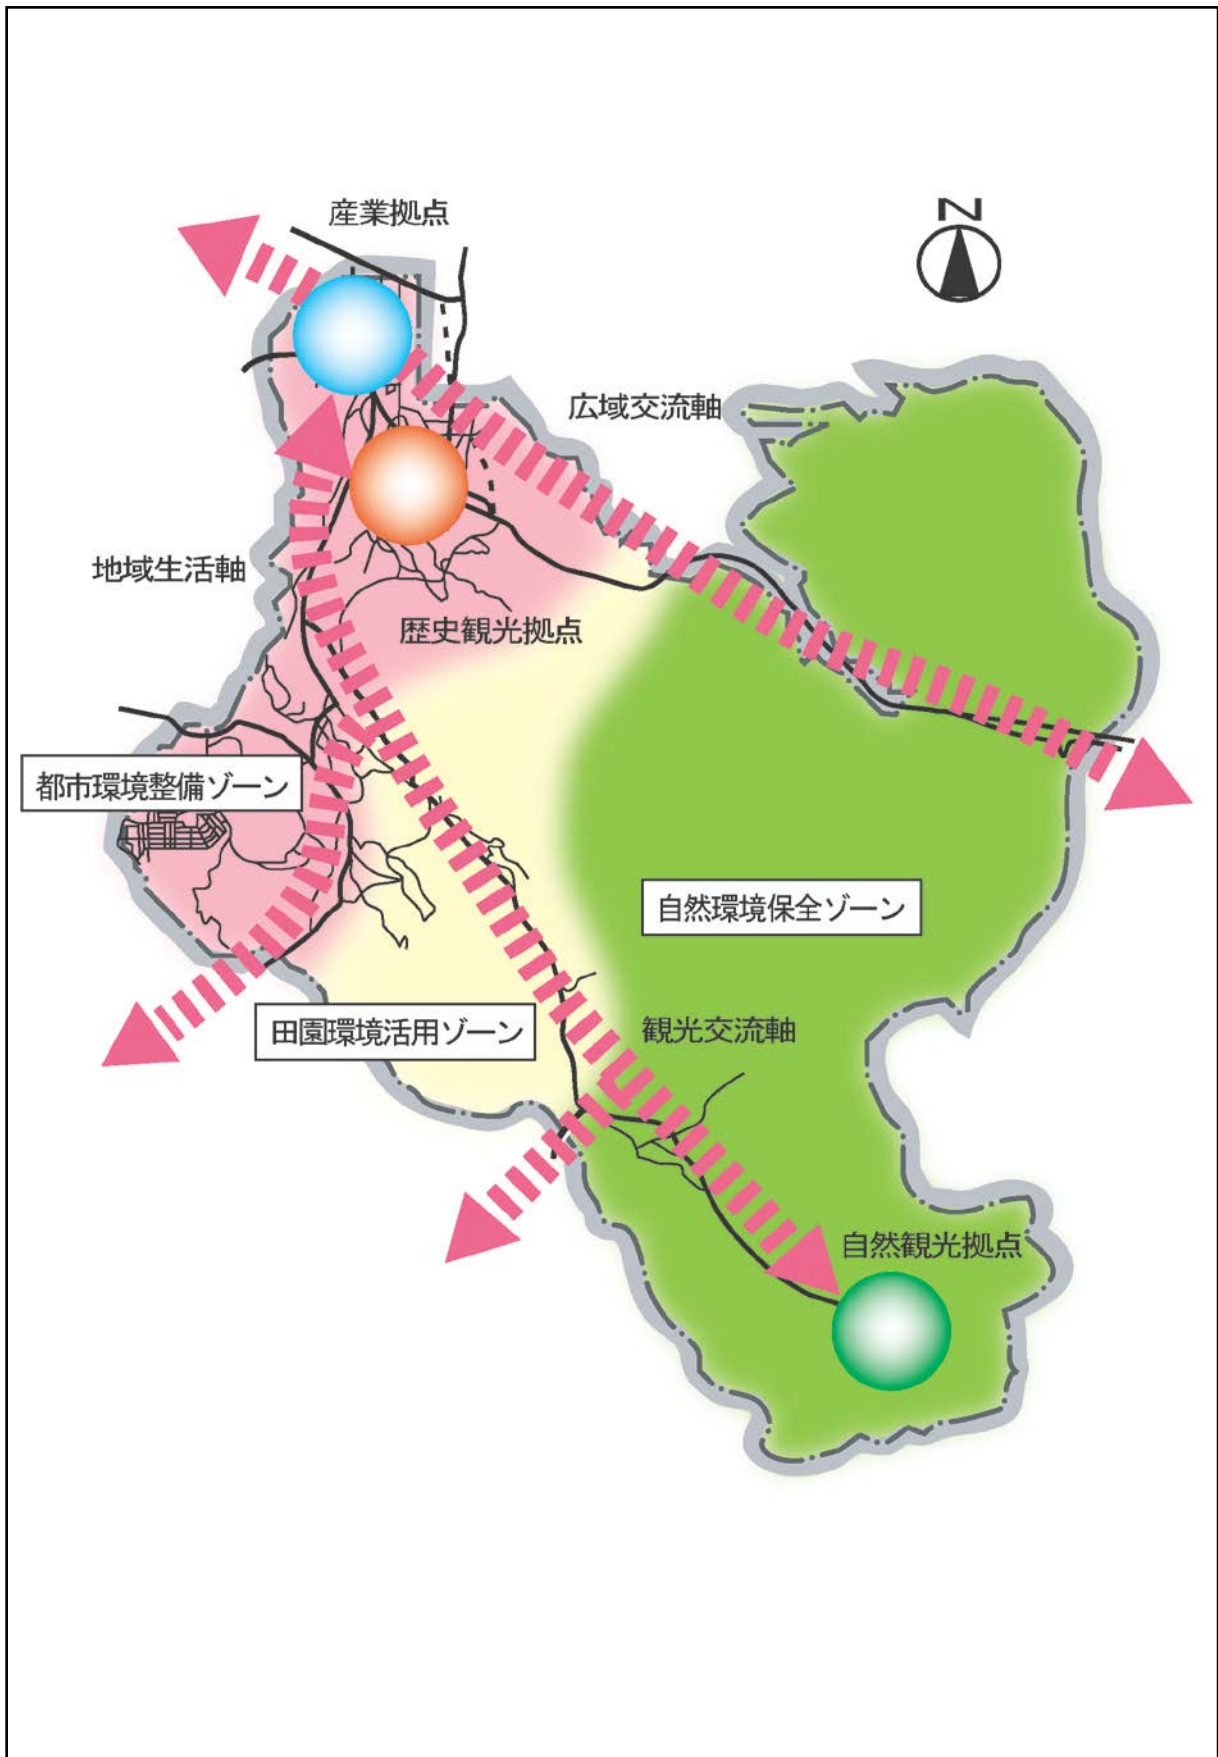 産業拠点
N
広域交流軸
地域生活軸
歴史観光拠点
都市環境整備ゾーン
自然環境保全ゾーン
田園環境活用ゾーン
観光交流軸
自然観光拠点